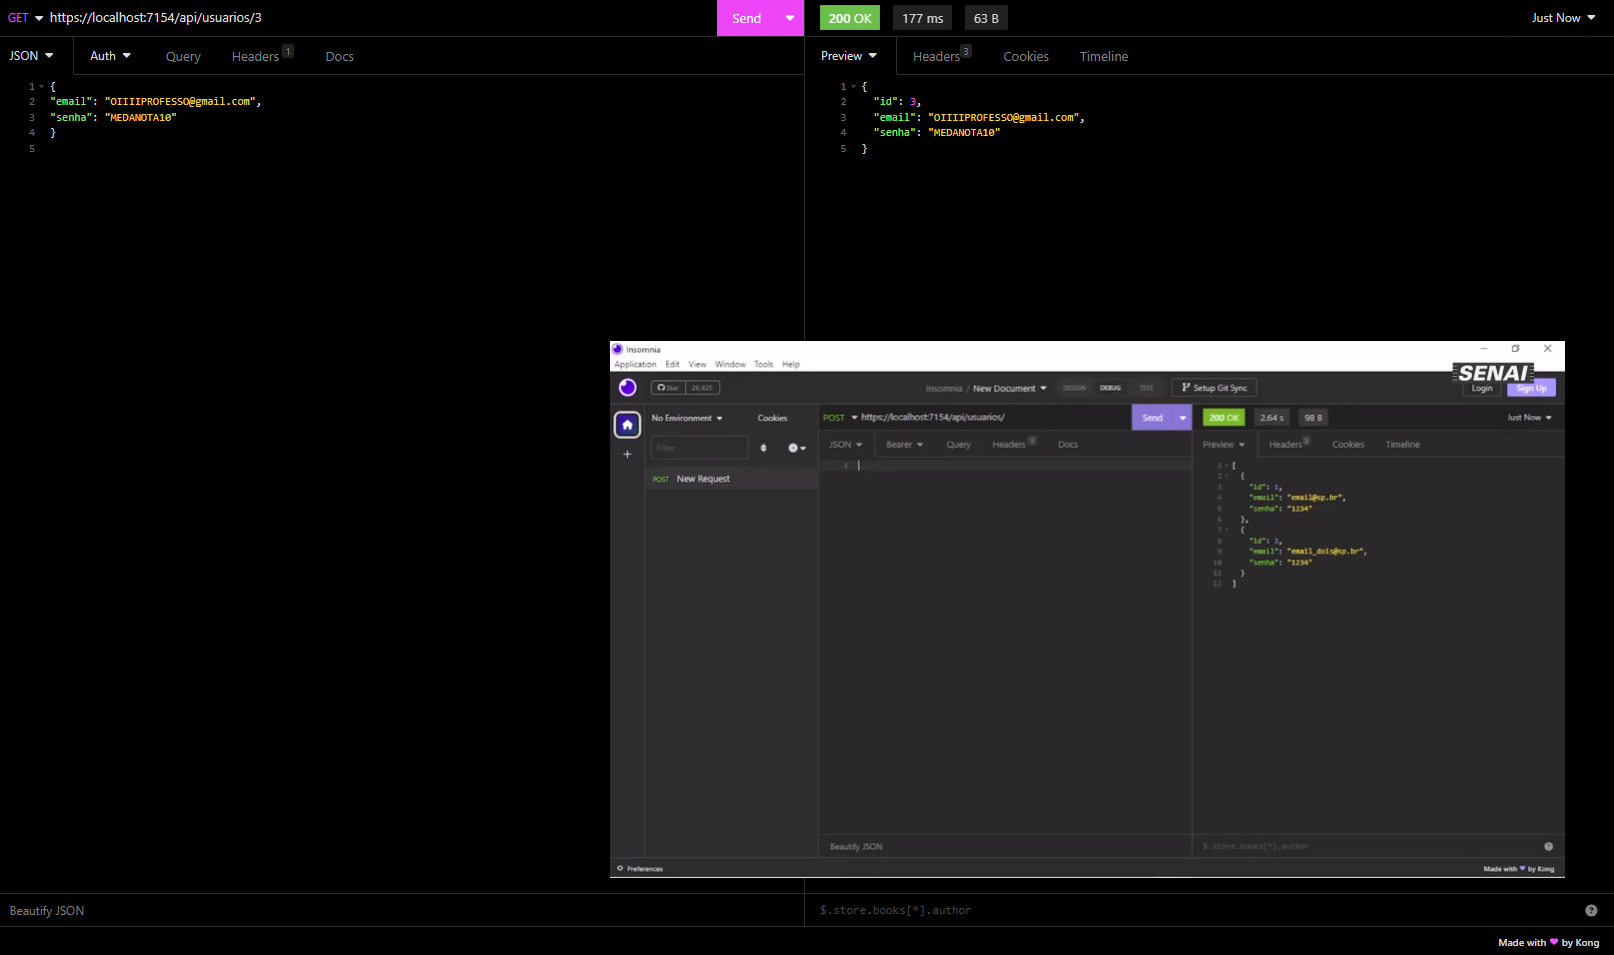 GET https://localhost:7154/api/usuarios/3 Send 200 OK 177 ms 63 B Just Now
JSON Auth Query Headers 1 Docs Preview Headers 3 Cookies Timeline
1 {
2 "email": "OIIIIPROFESSO@gmail.com",
3 "senha": "MEDANOTA10"
4 }
5
1 {
2 "id": 3,
3 "email": "OIIIIPROFESSO@gmail.com",
4 "senha": "MEDANOTA10"
5 }
Insomnia
Application Edit View Window Tools Help
SENAI
Star 26.425 Insomnia / New Document DESIGN DEBUG TEST Setup Git Sync Login Sign Up
No Environment Cookies POST https://localhost:7154/api/usuarios/ Send 200 OK 2.64 s 98 B Just Now
Filter JSON Bearer Query Headers 1 Docs Preview Headers 3 Cookies Timeline
POST New Request
1 ...
1 [
2 {
3 "id": 1,
4 "email": "email@sp.br",
5 "senha": "1234"
6 },
7 {
8 "id": 2,
9 "email": "email_dois@sp.br",
10 "senha": "1234"
11 }
12 ]
Beautify JSON $.store.books[*].author
Preferences Made with by Kong
Beautify JSON $.store.books[*].author
Made with by Kong